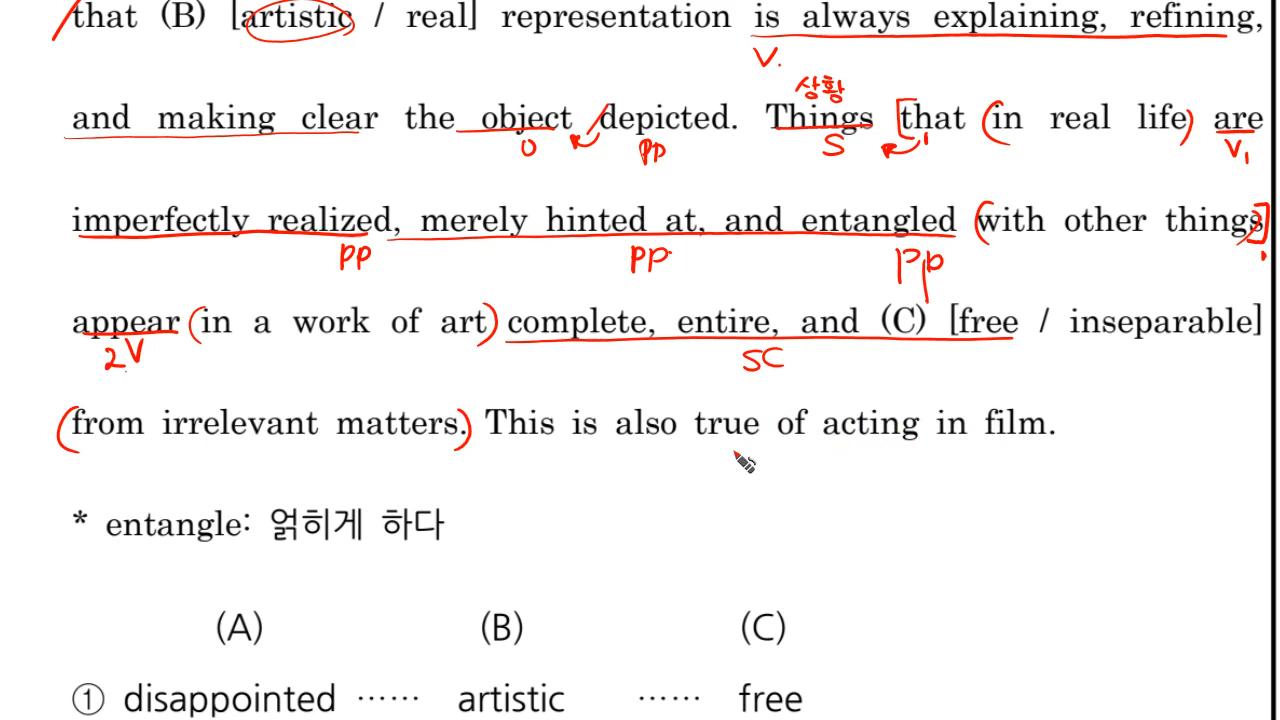 that (B) [artistic / real] representation is always explaining, refining,
V.
상황
and making clear the object depicted. Things that in real life are
O pp S V1
imperfectly realized, merely hinted at, and entangled with other things
pp pp pp
appear (in a work of art) complete, entire, and (C) [free / inseparable]
2V SC
(from irrelevant matters.) This is also true of acting in film.
* entangle: 얽히게 하다
(A) (B) (C)
① disappointed …… artistic …… free